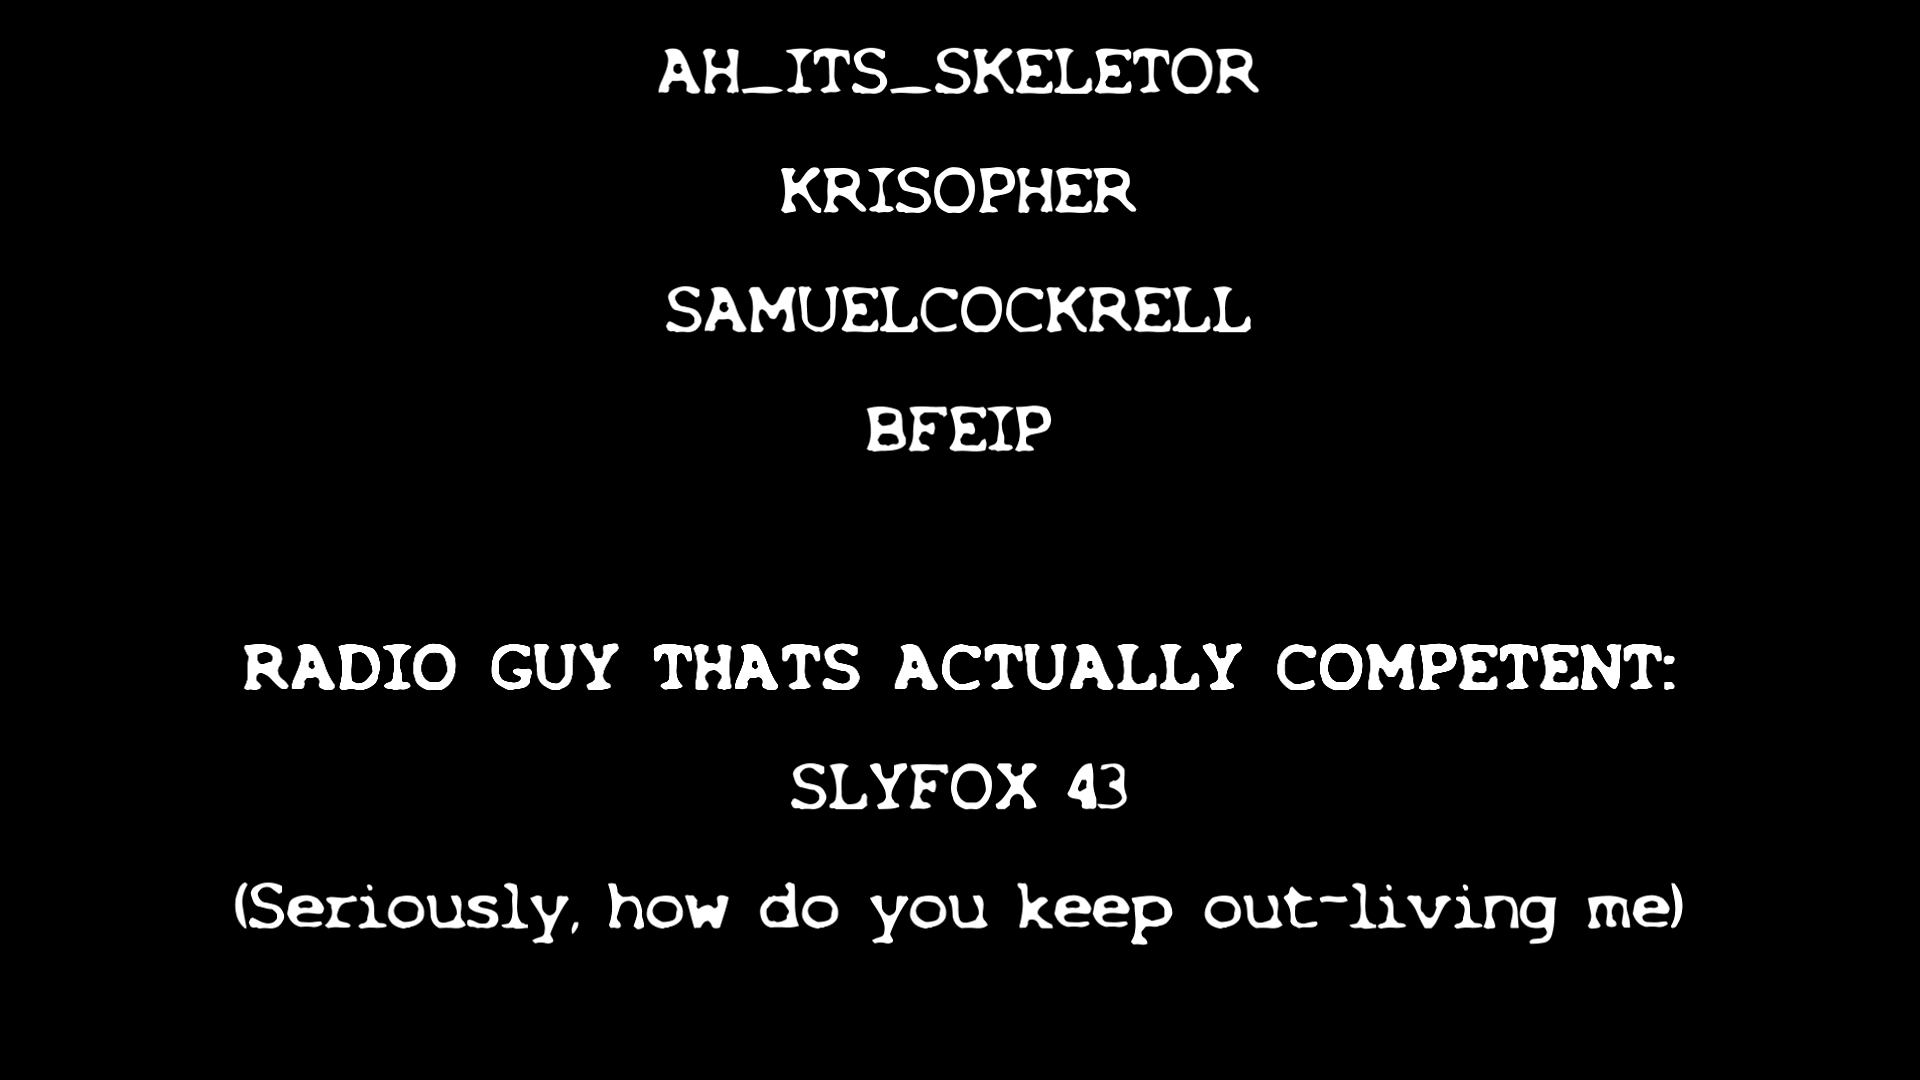 AH_ITS_SKELETOR
KRISOPHER
SAMUELCOCKRELL
BFEIP
RADIO GUY THATS ACTUALLY COMPETENT:
SLYFOX 43
(Seriously, how do you keep out-living me)